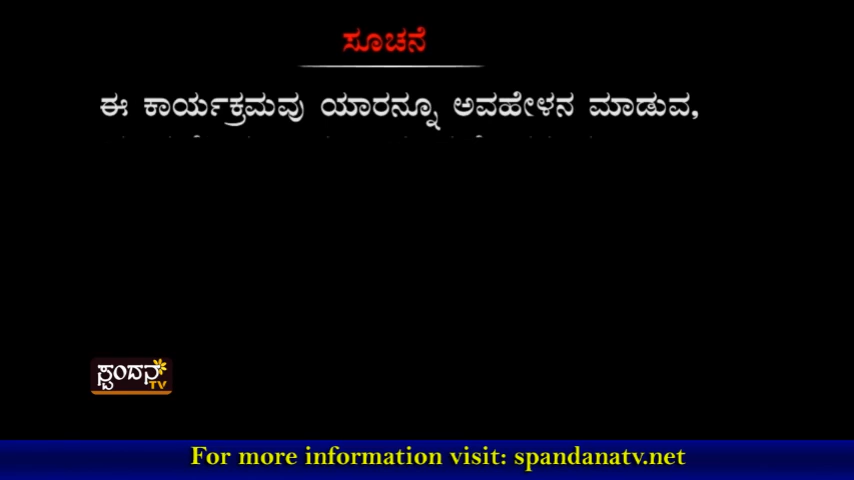 ಸೂಚನೆ
ಈ ಕಾರ್ಯಕ್ರಮವು ಯಾರನ್ನೂ ಅವಹೇಳನ ಮಾಡುವ,
ಸ್ಪಂದನ TV
For more information visit: spandanatv.net